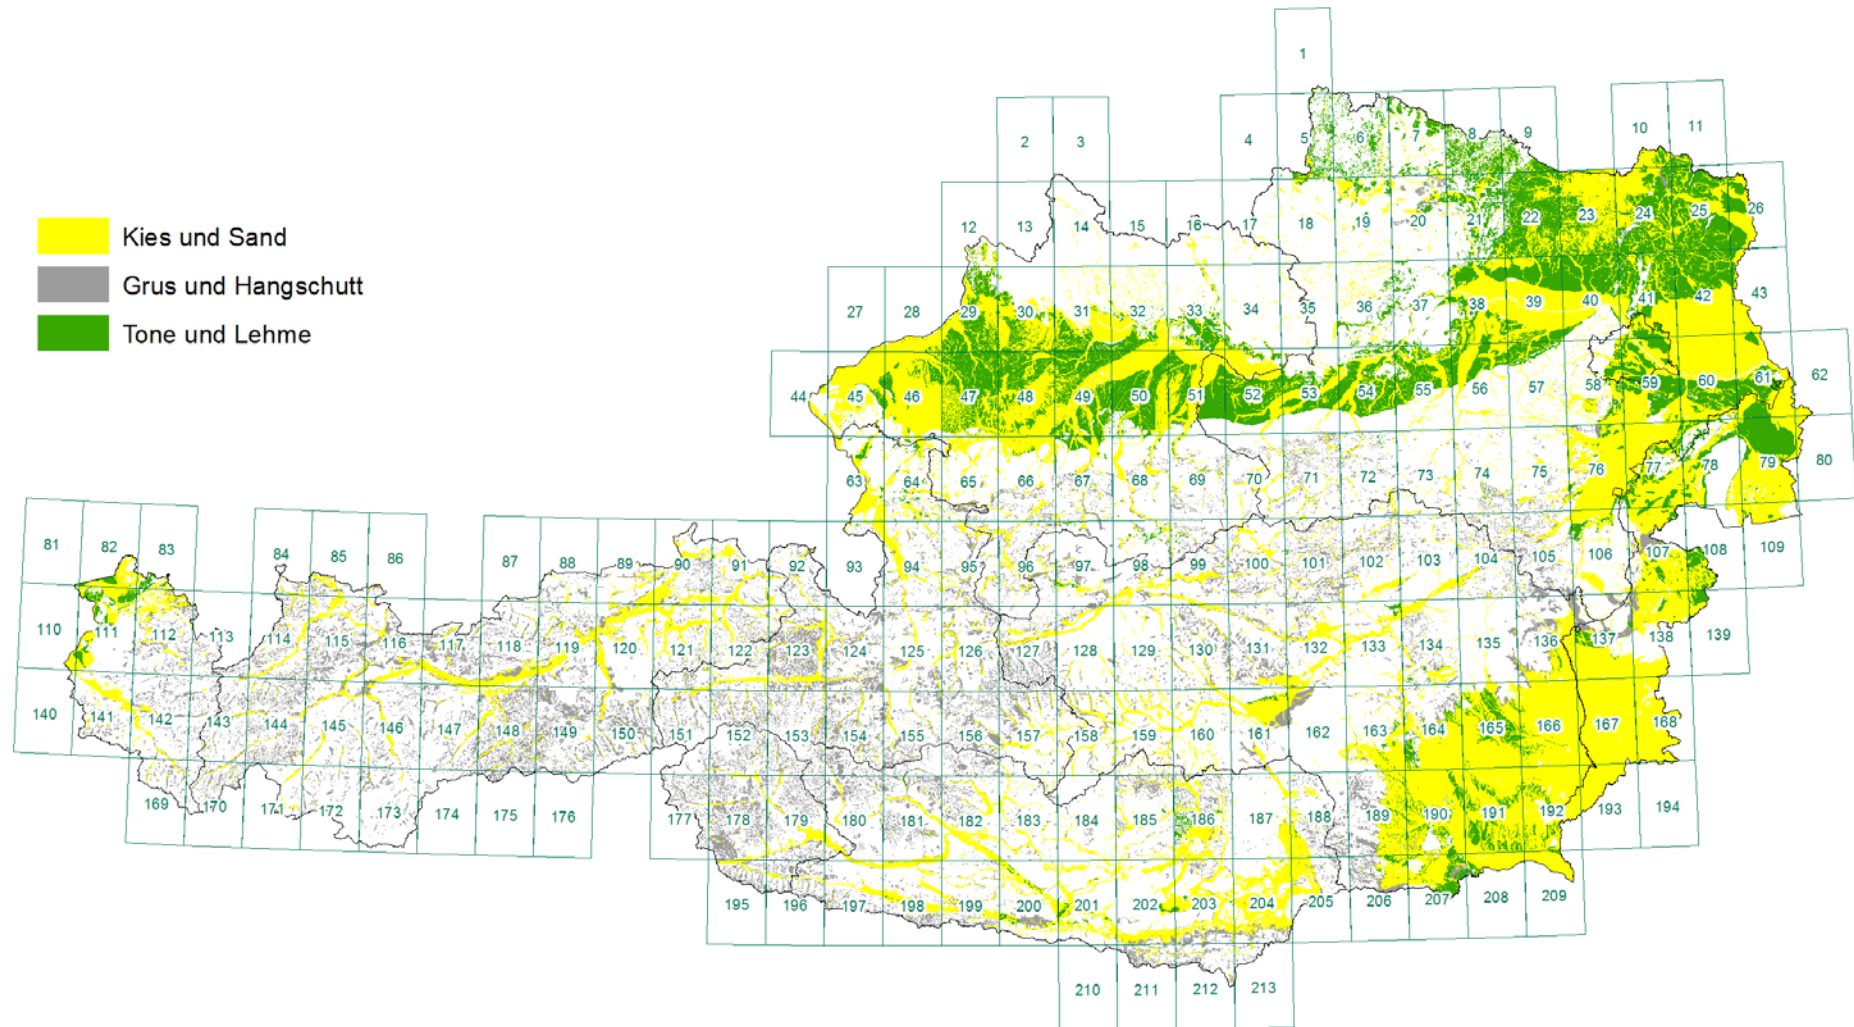 1
2 3 4 5 6 7 8 9 10 11
12 13 14 15 16 17 18 19 20 21 22 23 24 25 26
Kies und Sand
Grus und Hangschutt
Tone und Lehme
27 28 29 30 31 32 33 34 35 36 37 38 39 40 41 42 43
44 45 46 47 48 49 50 51 52 53 54 55 56 57 58 59 60 61 62
63 64 65 66 67 68 69 70 71 72 73 74 75 76 77 78 79 80
81 82 83 84 85 86 87 88 89 90 91 92 93 94 95 96 97 98 99 100 101 102 103 104 105 106 107 108 109
110 111 112 113 114 115 116 117 118 119 120 121 122 123 124 125 126 127 128 129 130 131 132 133 134 135 136 137 138 139
140 141 142 143 144 145 146 147 148 149 150 151 152 153 154 155 156 157 158 159 160 161 162 163 164 165 166 167 168
169 170 171 172 173 174 175 176 177 178 179 180 181 182 183 184 185 186 187 188 189 190 191 192 193 194
195 196 197 198 199 200 201 202 203 204 205 206 207 208 209
210 211 212 213